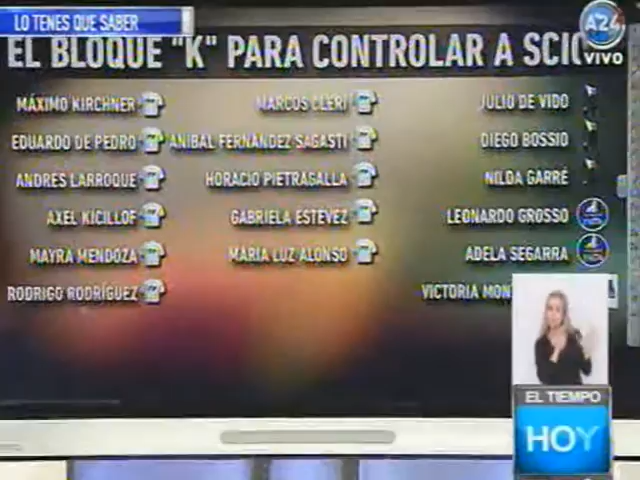 LO TENES QUE SABER
A24
VIVO
EL BLOQUE "K" PARA CONTROLAR A SCIO
MÁXIMO KIRCHNER
EDUARDO DE PEDRO
ANDRES LARROQUE
AXEL KICILLOF
MAYRA MENDOZA
RODRIGO RODRÍGUEZ
MARCOS CLERI
ANIBAL FERNÁNDEZ SAGASTI
HORACIO PIETRAGALLA
GABRIELA ESTEVEZ
MARIA LUZ ALONSO
JULIO DE VIDO
DIEGO BOSSIO
NILDA GARRÉ
LEONARDO GROSSO
ADELA SEGARRA
VICTORIA MON
EL TIEMPO
HOY